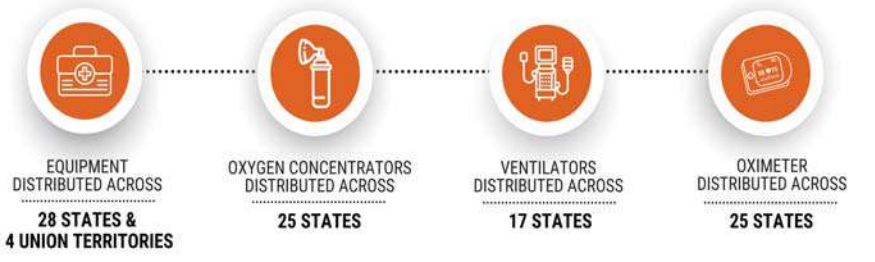 EQUIPMENT
DISTRIBUTED ACROSS
28 STATES &
4 UNION TERRITORIES
OXYGEN CONCENTRATORS
DISTRIBUTED ACROSS
25 STATES
VENTILATORS
DISTRIBUTED ACROSS
17 STATES
OXIMETER
DISTRIBUTED ACROSS
25 STATES